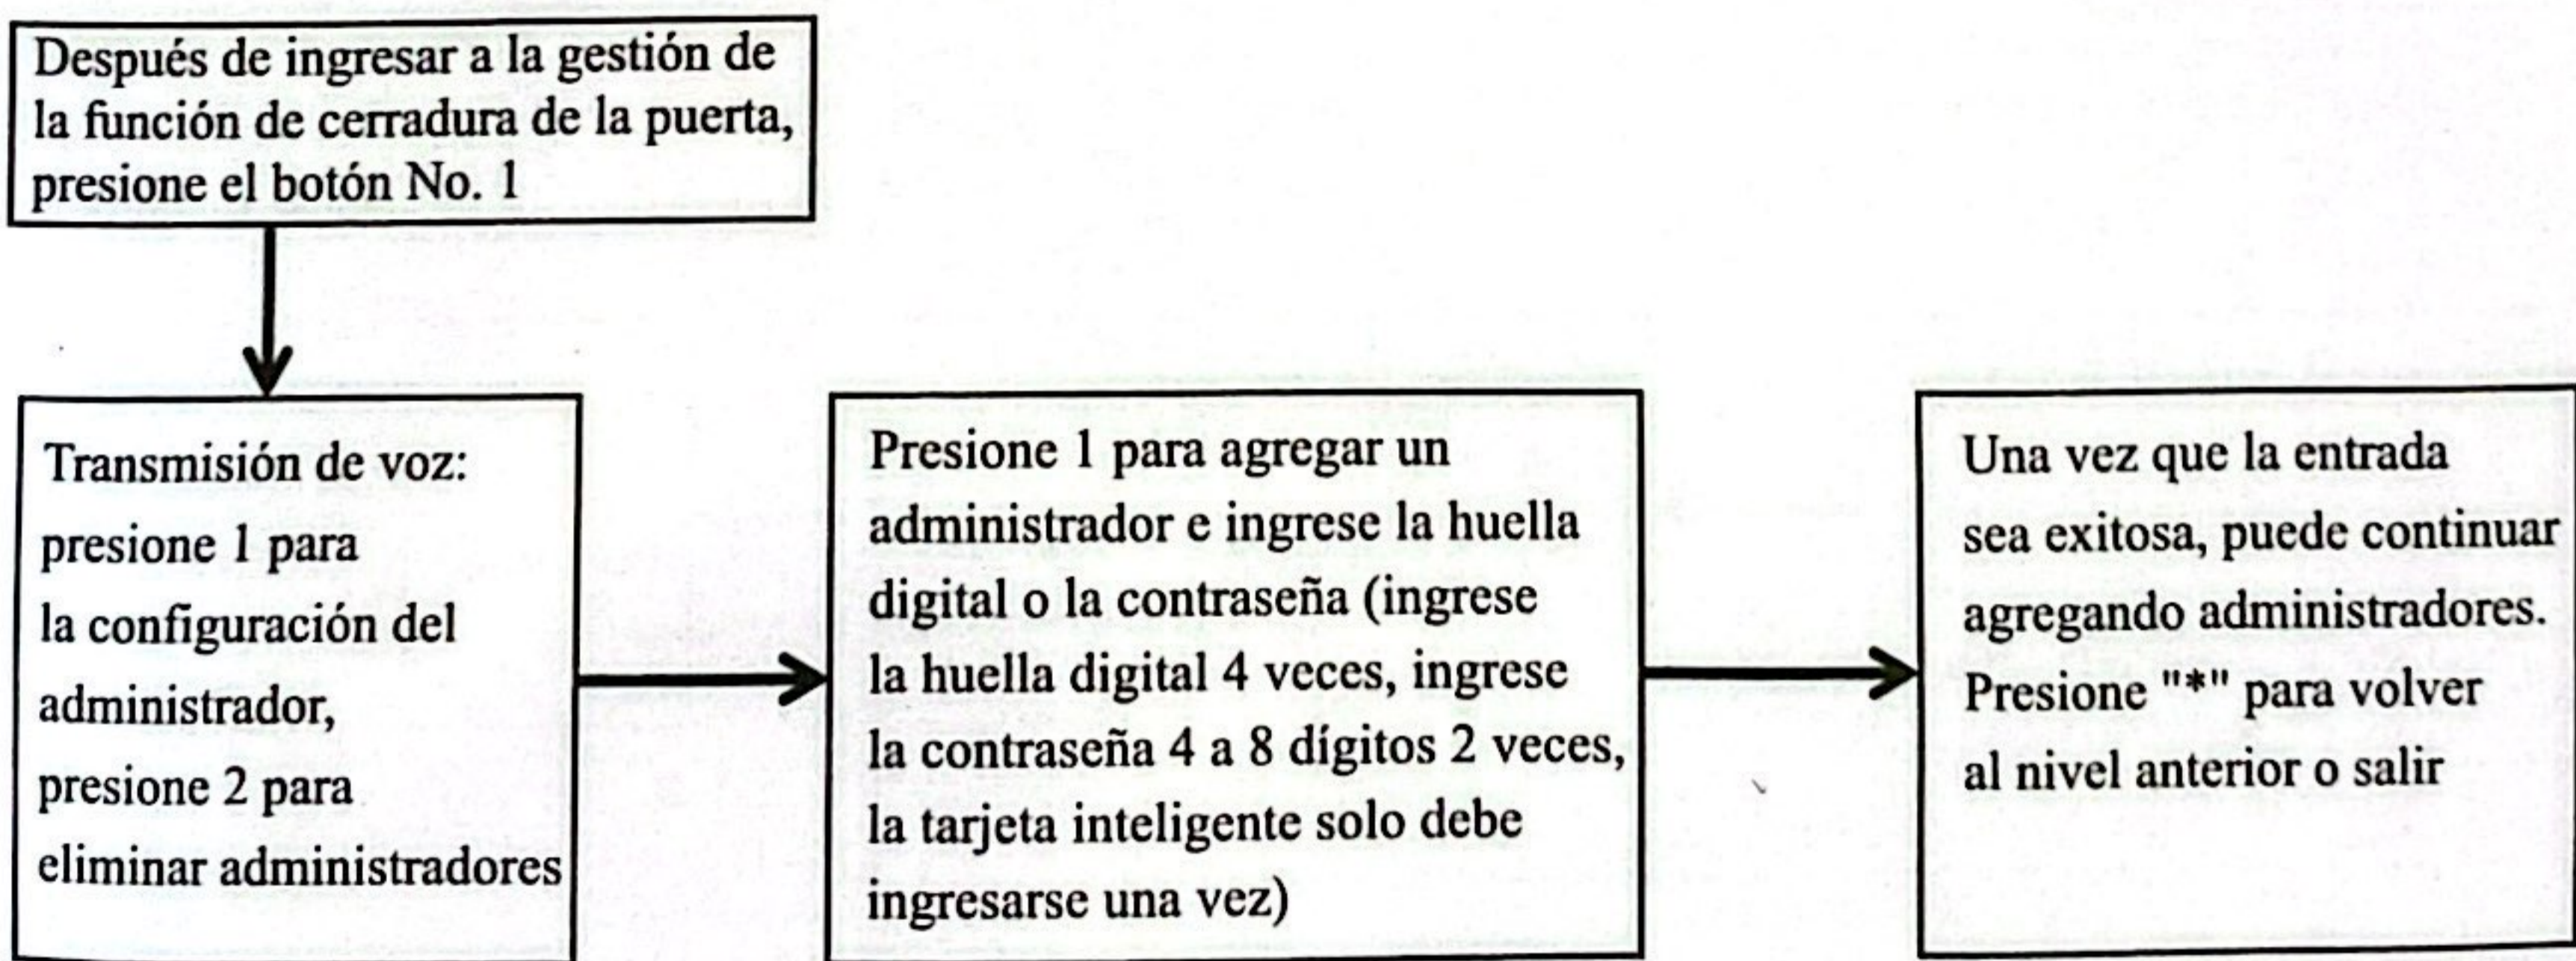 Después de ingresar a la gestión de
la función de cerradura de la puerta,
presione el botón No. 1
Transmisión de voz:
presione 1 para
la configuración del
administrador,
presione 2 para
eliminar administradores
Presione 1 para agregar un
administrador e ingrese la huella
digital o la contraseña (ingrese
la huella digital 4 veces, ingrese
la contraseña 4 a 8 dígitos 2 veces,
la tarjeta inteligente solo debe
ingresarse una vez)
Una vez que la entrada
sea exitosa, puede continuar
agregando administradores.
Presione "*" para volver
al nivel anterior o salir